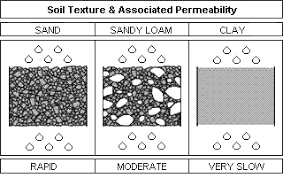 Soil Texture & Associated Permeability
SAND SANDY LOAM CLAY
RAPID MODERATE VERY SLOW